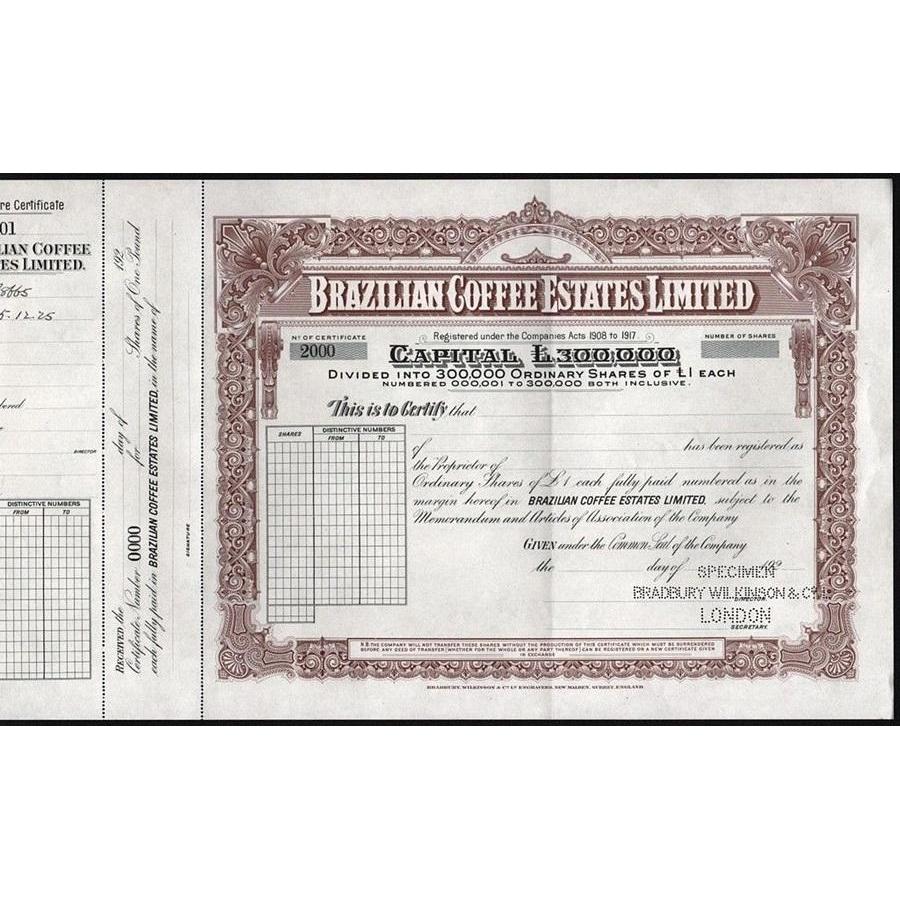 re Certificate
01
LIAN COFFEE
ES LIMITED.
5.12.25
DIRECTOR
DISTINCTIVE NUMBERS
FROM TO
RECEIVED the day of 192
Certificate Number 0000 for Shares of One Pound
each fully paid in BRAZILIAN COFFEE ESTATES LIMITED, in the name of
SIGNATURE
BRAZILIAN COFFEE ESTATES LIMITED
Registered under the Companies Acts 1908 to 1917.
Nº OF CERTIFICATE
2000
NUMBER OF SHARES
CAPITAL, £300,000
DIVIDED INTO 300,000 ORDINARY SHARES OF £1 EACH
NUMBERED 000,001 TO 300,000 BOTH INCLUSIVE.
This is to Certify that
of has been registered as
the Proprietor of
Ordinary Shares of £1 each fully paid numbered as in the
margin hereof in BRAZILIAN COFFEE ESTATES LIMITED, subject to the
Memorandum and Articles of Association of the Company
SHARES DISTINCTIVE NUMBERS
FROM TO
GIVEN under the Common Seal of the Company
the day of 192
SPECIMEN
BRADBURY WILKINSON & Cº
DIRECTOR.
LONDON
SECRETARY.
N.B. THE COMPANY WILL NOT TRANSFER THESE SHARES WITHOUT THE PRODUCTION OF THIS CERTIFICATE WHICH MUST BE SURRENDERED
BEFORE ANY DEED OF TRANSFER (WHETHER FOR THE WHOLE OR ANY PART THEREOF) CAN BE REGISTERED OR A NEW CERTIFICATE GIVEN
IN EXCHANGE
BRADBURY, WILKINSON & Cº Lᴰ ENGRAVERS, NEW MALDEN, SURREY, ENGLAND.